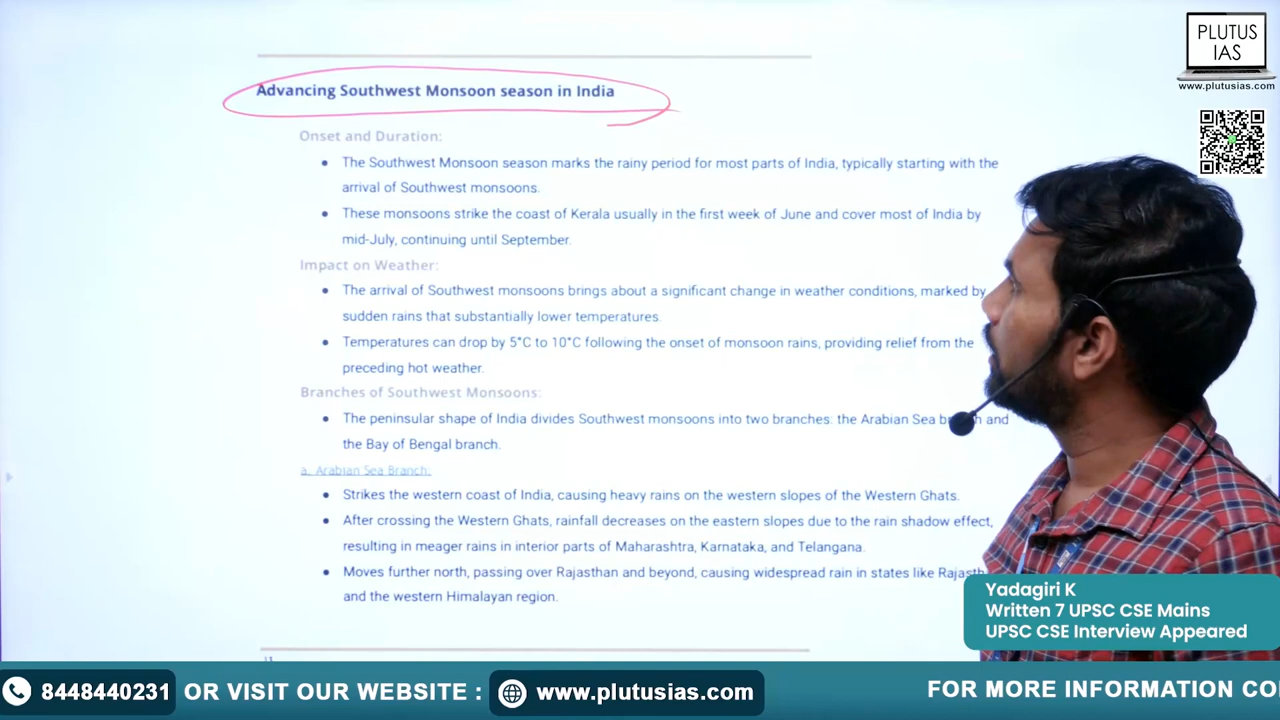 PLUTUS
IAS
www.plutusias.com
Advancing Southwest Monsoon season in India
Onset and Duration:
• The Southwest Monsoon season marks the rainy period for most parts of India, typically starting with the
arrival of Southwest monsoons.
• These monsoons strike the coast of Kerala usually in the first week of June and cover most of India by
mid-July, continuing until September.
Impact on Weather:
• The arrival of Southwest monsoons brings about a significant change in weather conditions, marked by
sudden rains that substantially lower temperatures.
• Temperatures can drop by 5°C to 10°C following the onset of monsoon rains, providing relief from the
preceding hot weather.
Branches of Southwest Monsoons:
• The peninsular shape of India divides Southwest monsoons into two branches: the Arabian Sea and
the Bay of Bengal branch.
a. Arabian Sea Branch:
• Strikes the western coast of India, causing heavy rains on the western slopes of the Western Ghats.
• After crossing the Western Ghats, rainfall decreases on the eastern slopes due to the rain shadow effect,
resulting in meager rains in interior parts of Maharashtra, Karnataka, and Telangana.
• Moves further north, passing over Rajasthan and beyond, causing widespread rain in states like
and the western Himalayan region.
Yadagiri K
Written 7 UPSC CSE Mains
UPSC CSE Interview Appeared
8448440231 OR VISIT OUR WEBSITE : www.plutusias.com FOR MORE INFORMATION